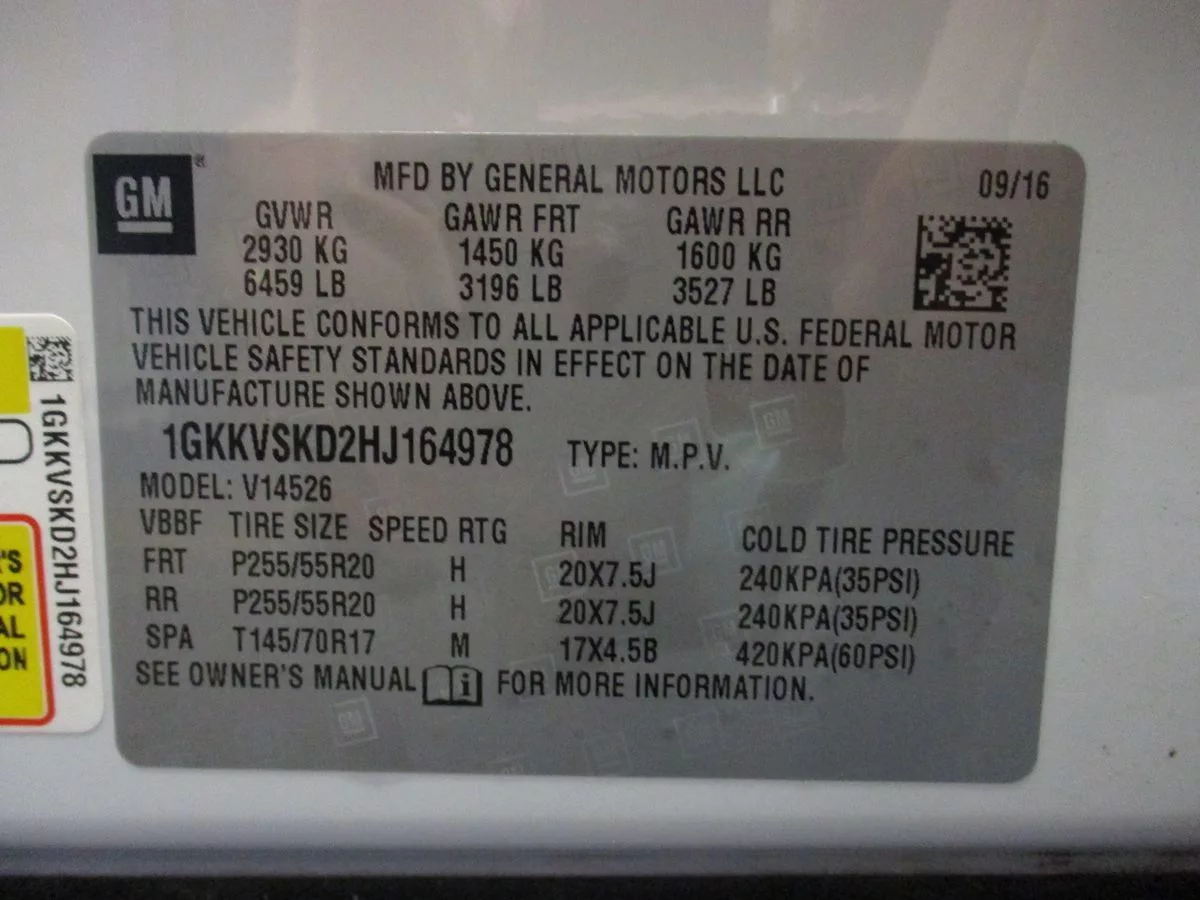 GM
MFD BY GENERAL MOTORS LLC 09/16
GVWR GAWR FRT GAWR RR
2930 KG 1450 KG 1600 KG
6459 LB 3196 LB 3527 LB
THIS VEHICLE CONFORMS TO ALL APPLICABLE U.S. FEDERAL MOTOR
VEHICLE SAFETY STANDARDS IN EFFECT ON THE DATE OF
MANUFACTURE SHOWN ABOVE.
1GKKVSKD2HJ164978 TYPE: M.P.V.
MODEL: V14526
VBBF TIRE SIZE SPEED RTG RIM COLD TIRE PRESSURE
FRT P255/55R20 H 20X7.5J 240KPA(35PSI)
RR P255/55R20 H 20X7.5J 240KPA(35PSI)
SPA T145/70R17 M 17X4.5B 420KPA(60PSI)
SEE OWNER'S MANUAL i FOR MORE INFORMATION.
1GKKVSKD2HJ164978
'S
OR
AL
ON